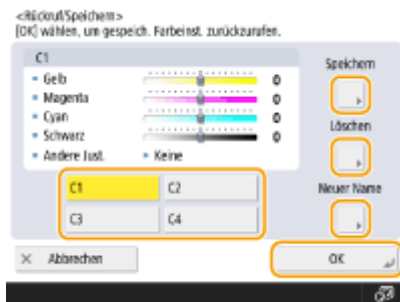 <Rückruf/Speichern>
[OK] wählen, um gespeich. Farbeinst. zurückzurufen.
C1
Gelb 0
Magenta 0
Cyan 0
Schwarz 0
Andere Just. Keine
Speichern
Löschen
Neuer Name
C1 C2
C3 C4
Abbrechen OK